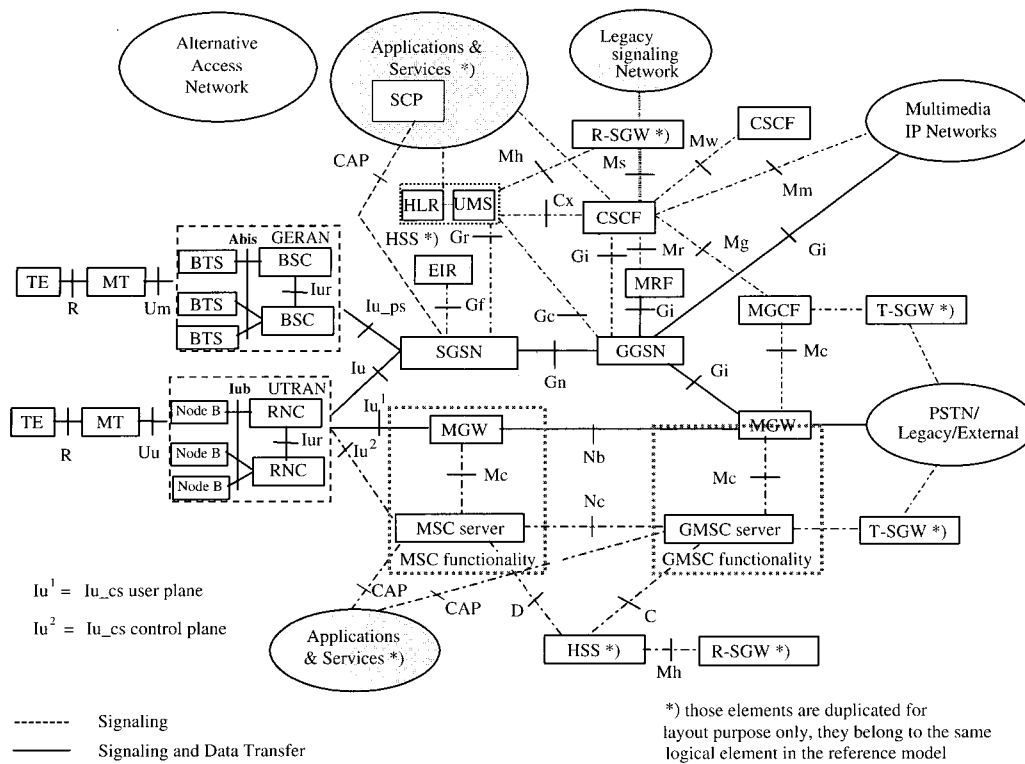 Alternative
Access
Network
Applications &
Services *)
SCP
Legacy
signaling
Network
Multimedia
IP Networks
R-SGW *)
CSCF
CAP
Mh
Ms
Mw
Mm
HLR
UMS
Cx
CSCF
HSS *)
Gr
Gi
Mr
Mg
Gi
GERAN
Abis
BTS
BSC
EIR
MRF
TE
MT
BTS
Iur
R
Um
BTS
BSC
Iu_ps
Gf
Gc
Gi
MGCF
T-SGW *)
SGSN
GGSN
Mc
Gn
Gi
Iu
UTRAN
Iub
Node B
RNC
Iu1
TE
MT
MGW
MGW
PSTN/
Legacy/External
R
Uu
Node B
Iur
Iu2
Nb
Node B
RNC
Mc
Mc
Nc
MSC server
GMSC server
T-SGW *)
MSC functionality
GMSC functionality
Iu1 = Iu_cs user plane
CAP
CAP
D
C
Iu2 = Iu_cs control plane
Applications
& Services *)
HSS *)
R-SGW *)
Mh
Signaling
Signaling and Data Transfer
*) those elements are duplicated for
layout purpose only, they belong to the same
logical element in the reference model